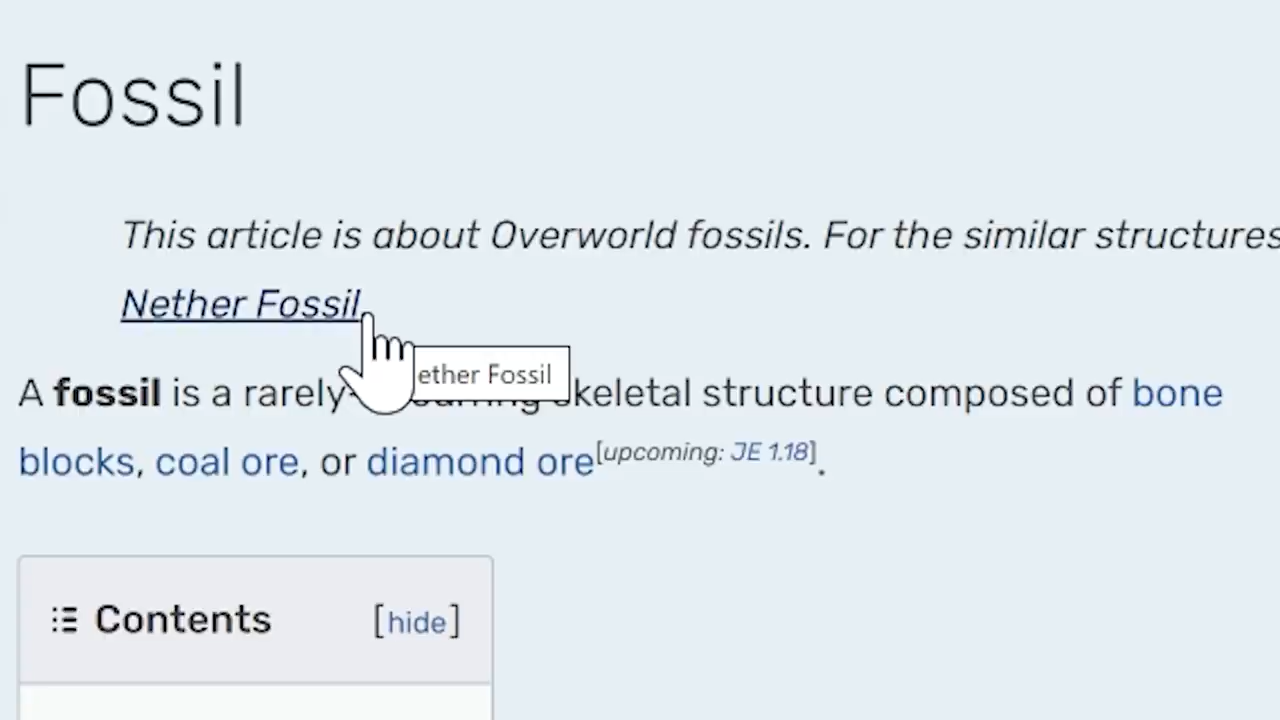 Fossil
This article is about Overworld fossils. For the similar structures
Nether Fossil
ether Fossil
A fossil is a rarely- skeletal structure composed of bone
blocks, coal ore, or diamond ore[upcoming: JE 1.18].
Contents [hide]